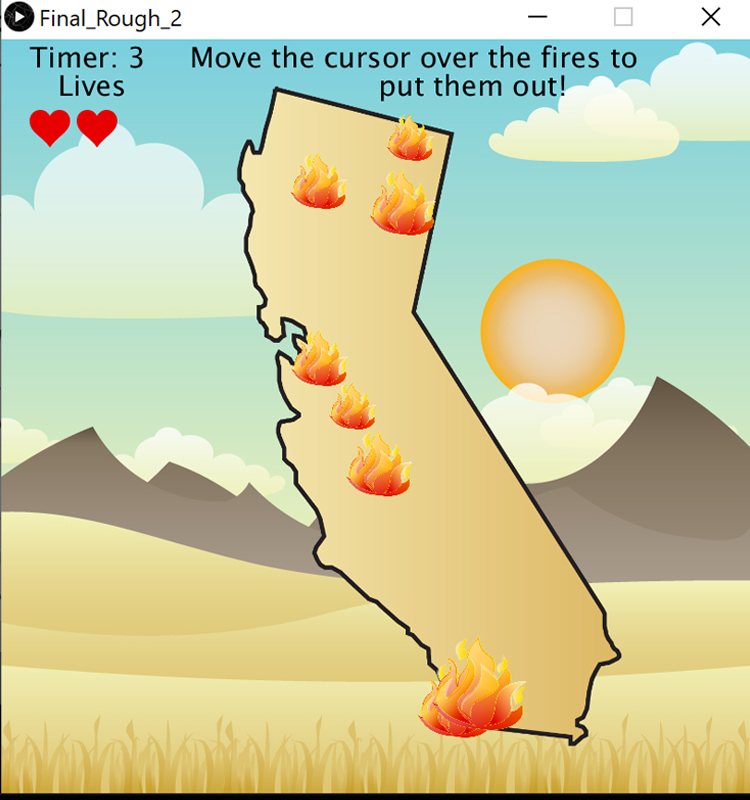 Final_Rough_2
Timer: 3
Lives
Move the cursor over the fires to
put them out!